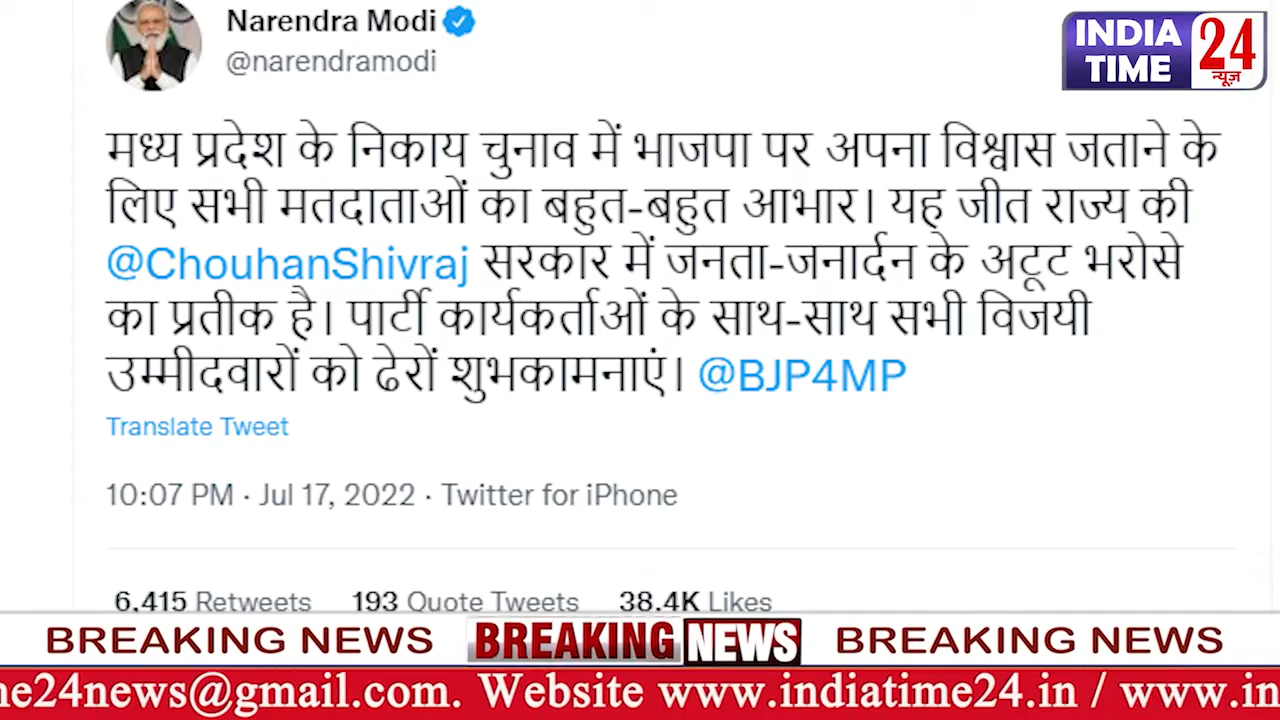 Narendra Modi
@narendramodi
INDIA
TIME
24
न्यूज़
मध्य प्रदेश के निकाय चुनाव में भाजपा पर अपना विश्वास जताने के
लिए सभी मतदाताओं का बहुत-बहुत आभार। यह जीत राज्य की
@ChouhanShivraj सरकार में जनता-जनार्दन के अटूट भरोसे
का प्रतीक है। पार्टी कार्यकर्ताओं के साथ-साथ सभी विजयी
उम्मीदवारों को ढेरों शुभकामनाएं। @BJP4MP
Translate Tweet
10:07 PM · Jul 17, 2022 · Twitter for iPhone
6,415 Retweets 193 Quote Tweets 38.4K Likes
BREAKING NEWS BREAKING NEWS BREAKING NEWS
me24news@gmail.com. Website www.indiatime24.in / www.in